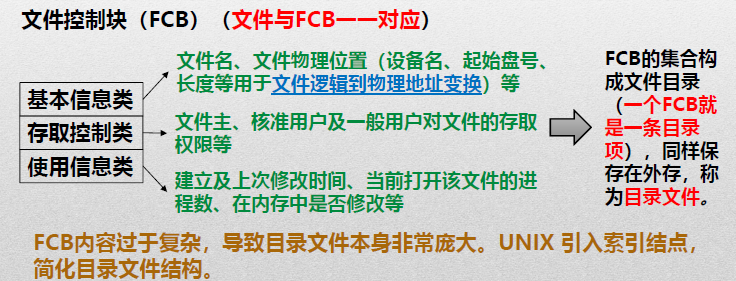 文件控制块（FCB）（文件与FCB一一对应）
基本信息类
存取控制类
使用信息类
文件名、文件物理位置（设备名、起始盘号、
长度等用于文件逻辑到物理地址变换）等
文件主、核准用户及一般用户对文件的存取
权限等
建立及上次修改时间、当前打开该文件的进
程数、在内存中是否修改等
FCB的集合构
成文件目录
（一个FCB就
是一条目录
项），同样保
存在外存，称
为目录文件。
FCB内容过于复杂，导致目录文件本身非常庞大。UNIX 引入索引结点，
简化目录文件结构。